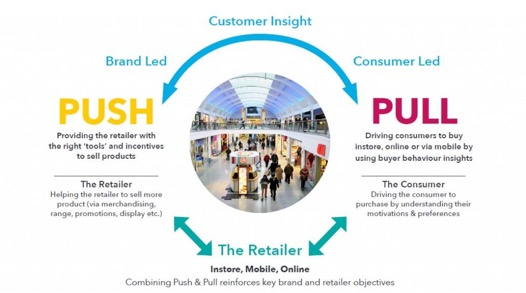 Customer Insight
Brand Led
Consumer Led
PUSH
Providing the retailer with
the right ‘tools’ and incentives
to sell products
The Retailer
Helping the retailer to sell more
product (via merchandising,
range, promotions, display etc.)
PULL
Driving consumers to buy
instore, online or via mobile by
using buyer behaviour insights
The Consumer
Driving the consumer to
purchase by understanding their
motivations & preferences
The Retailer
Instore, Mobile, Online
Combining Push & Pull reinforces key brand and retailer objectives